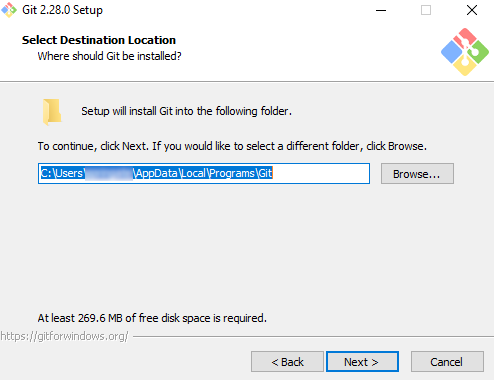 Git 2.28.0 Setup
Select Destination Location
Where should Git be installed?
Setup will install Git into the following folder.
To continue, click Next. If you would like to select a different folder, click Browse.
C:\Users\ \AppData\Local\Programs\Git
Browse...
At least 269.6 MB of free disk space is required.
https://gitforwindows.org/
< Back
Next >
Cancel